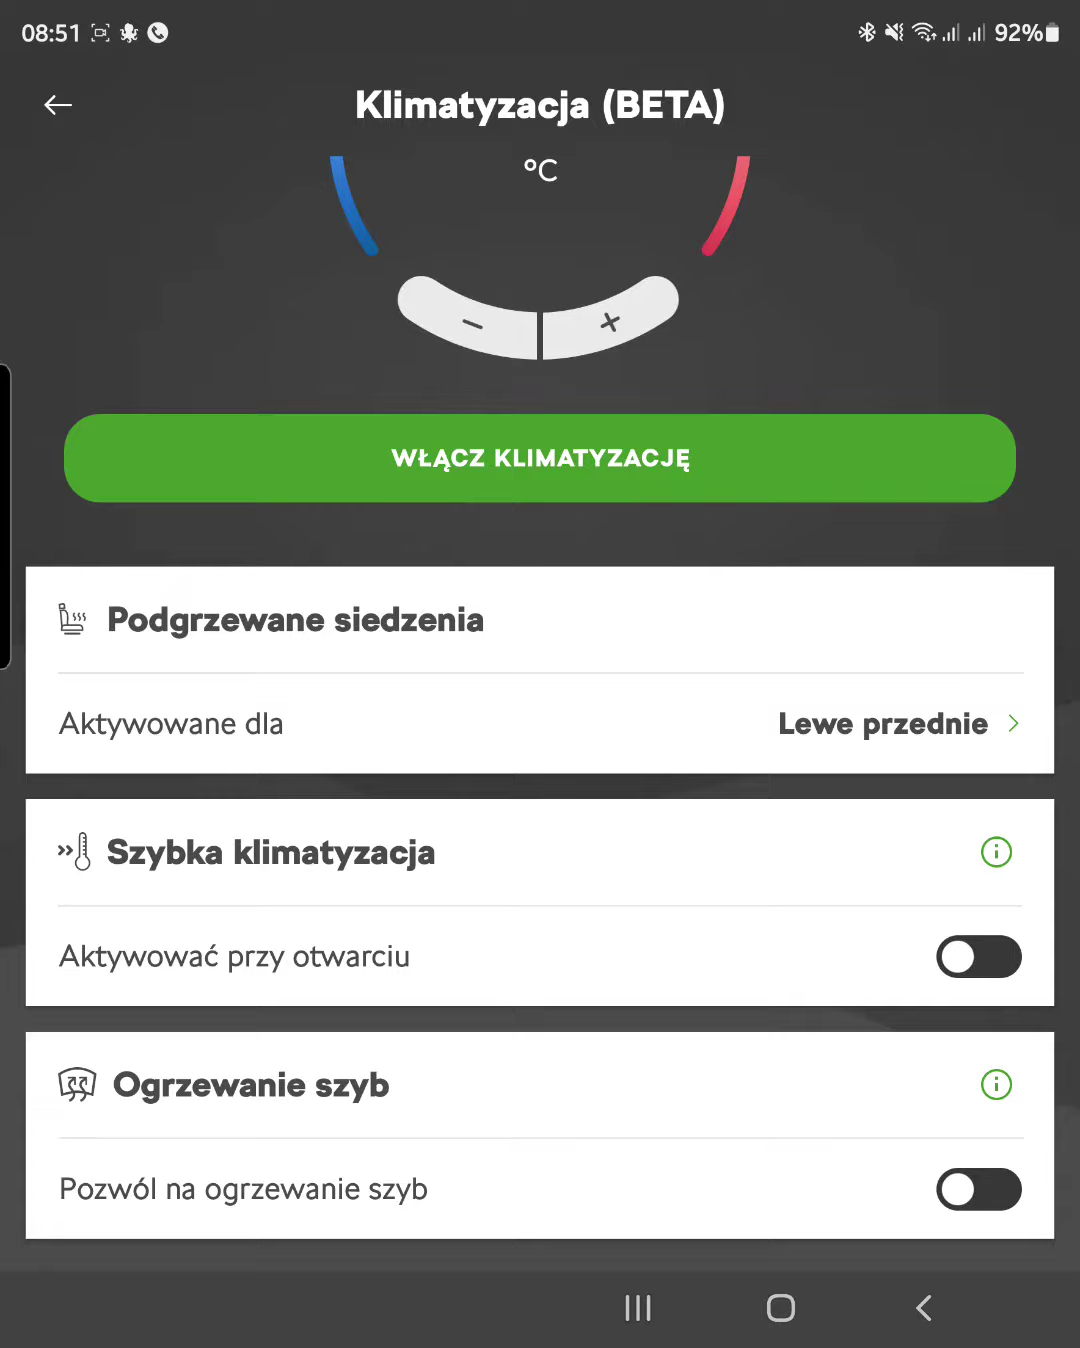 08:51
92%
Klimatyzacja (BETA)
°C
− +
WŁĄCZ KLIMATYZACJĘ
Podgrzewane siedzenia
Aktywowane dla Lewe przednie
Szybka klimatyzacja
Aktywować przy otwarciu
Ogrzewanie szyb
Pozwól na ogrzewanie szyb